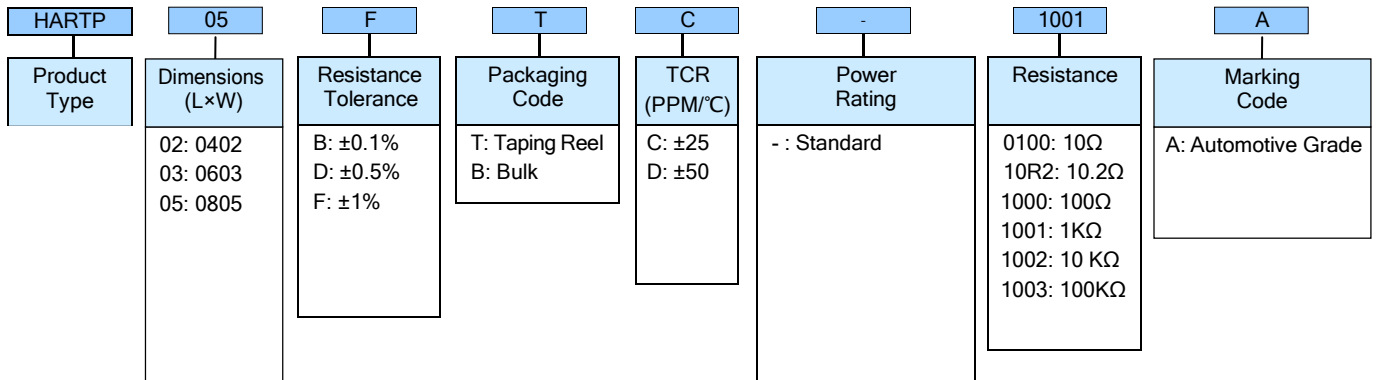 HARTP
05
F
T
C
-
1001
A
Product
Type
Dimensions
(L×W)
Resistance
Tolerance
Packaging
Code
TCR
(PPM/℃)
Power
Rating
Resistance
Marking
Code
02: 0402
03: 0603
05: 0805
B: ±0.1%
D: ±0.5%
F: ±1%
T: Taping Reel
B: Bulk
C: ±25
D: ±50
- : Standard
0100: 10Ω
10R2: 10.2Ω
1000: 100Ω
1001: 1KΩ
1002: 10 KΩ
1003: 100KΩ
A: Automotive Grade